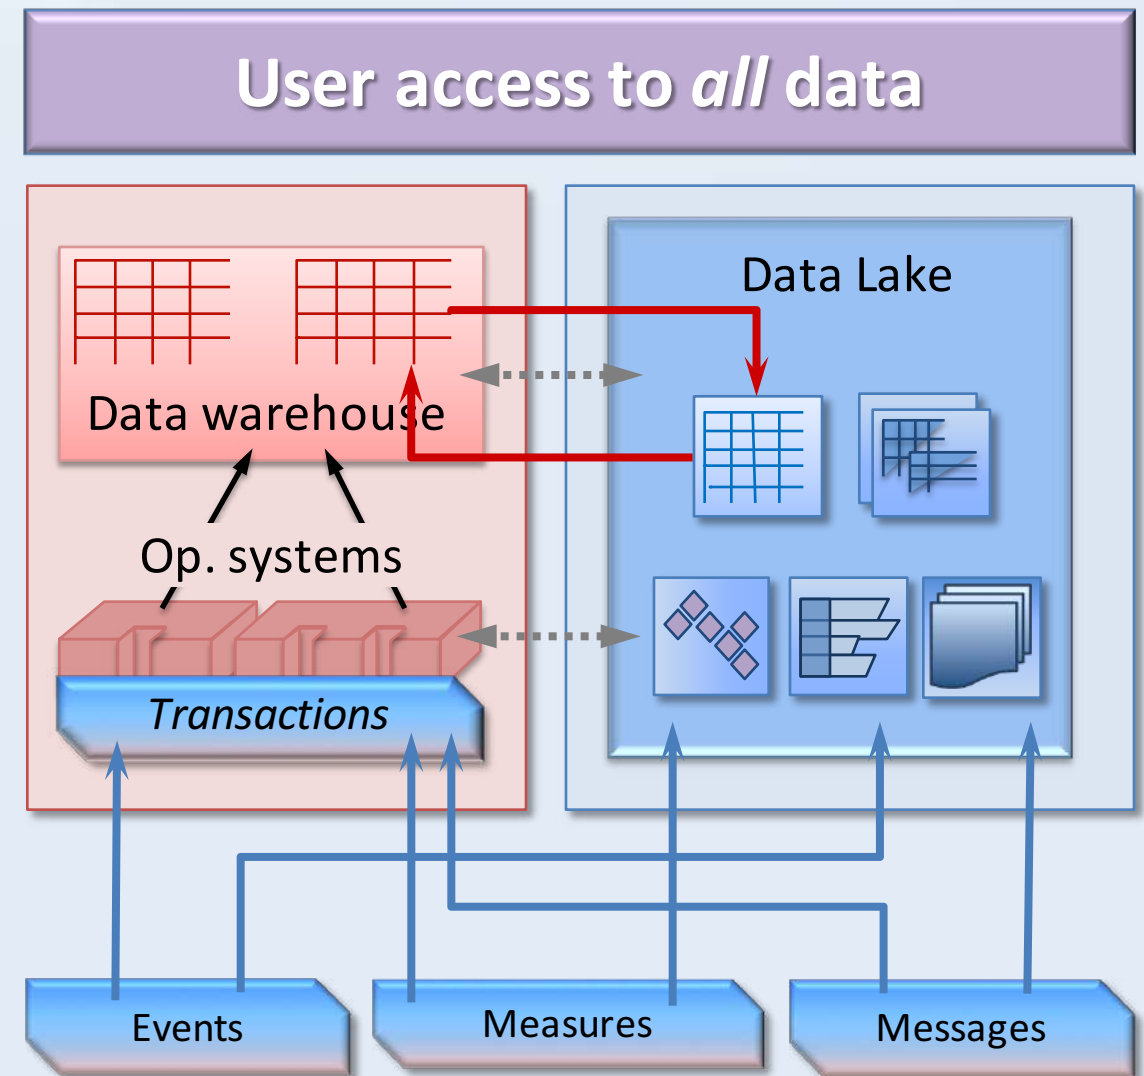 User access to all data
Data Lake
Data warehouse
Op. systems
Transactions
Events
Measures
Messages